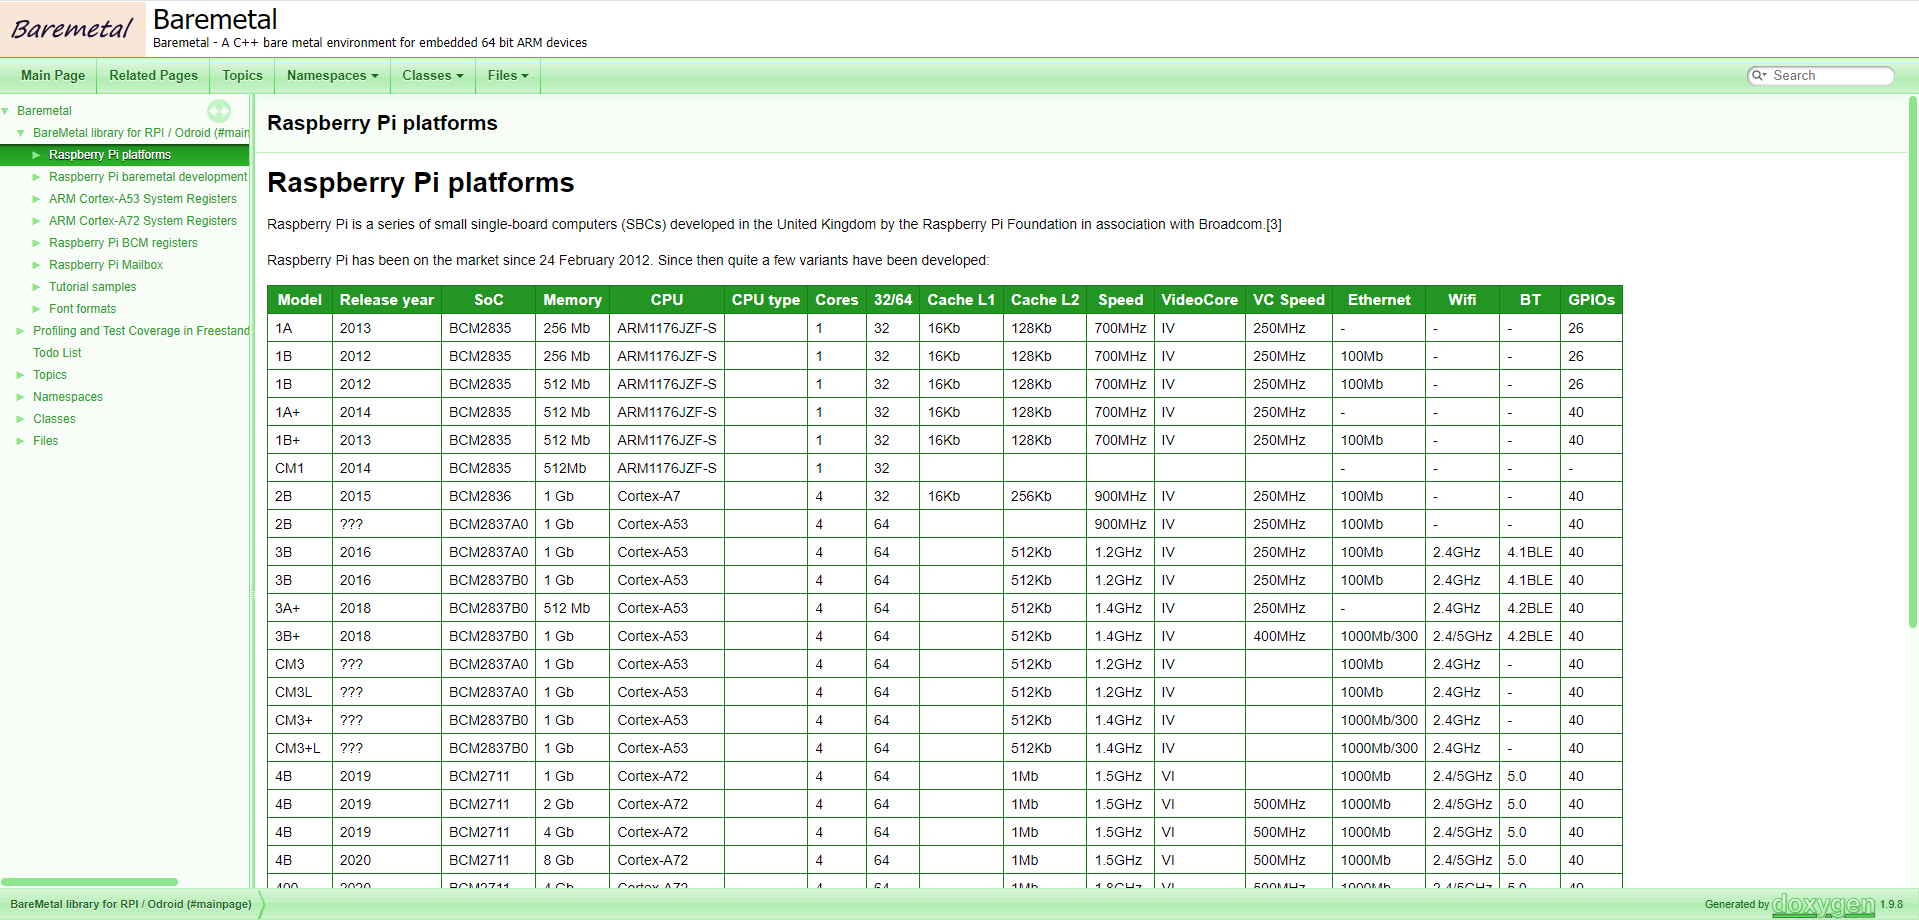 Baremetal
Baremetal
Baremetal - A C++ bare metal environment for embedded 64 bit ARM devices
Main Page Related Pages Topics Namespaces Classes Files Search
Baremetal
BareMetal library for RPI / Odroid (#main
Raspberry Pi platforms
Raspberry Pi baremetal development
ARM Cortex-A53 System Registers
ARM Cortex-A72 System Registers
Raspberry Pi BCM registers
Raspberry Pi Mailbox
Tutorial samples
Font formats
Profiling and Test Coverage in Freestand
Todo List
Topics
Namespaces
Classes
Files
Raspberry Pi platforms
Raspberry Pi platforms
Raspberry Pi is a series of small single-board computers (SBCs) developed in the United Kingdom by the Raspberry Pi Foundation in association with Broadcom.[3]
Raspberry Pi has been on the market since 24 February 2012. Since then quite a few variants have been developed:
Model Release year SoC Memory CPU CPU type Cores 32/64 Cache L1 Cache L2 Speed VideoCore VC Speed Ethernet Wifi BT GPIOs
1A 2013 BCM2835 256 Mb ARM1176JZF-S 1 32 16Kb 128Kb 700MHz IV 250MHz - - - 26
1B 2012 BCM2835 256 Mb ARM1176JZF-S 1 32 16Kb 128Kb 700MHz IV 250MHz 100Mb - - 26
1B 2012 BCM2835 512 Mb ARM1176JZF-S 1 32 16Kb 128Kb 700MHz IV 250MHz 100Mb - - 26
1A+ 2014 BCM2835 512 Mb ARM1176JZF-S 1 32 16Kb 128Kb 700MHz IV 250MHz - - - 40
1B+ 2013 BCM2835 512 Mb ARM1176JZF-S 1 32 16Kb 128Kb 700MHz IV 250MHz 100Mb - - 40
CM1 2014 BCM2835 512Mb ARM1176JZF-S 1 32 - - - -
2B 2015 BCM2836 1 Gb Cortex-A7 4 32 16Kb 256Kb 900MHz IV 250MHz 100Mb - - 40
2B ??? BCM2837A0 1 Gb Cortex-A53 4 64 900MHz IV 250MHz 100Mb - - 40
3B 2016 BCM2837A0 1 Gb Cortex-A53 4 64 512Kb 1.2GHz IV 250MHz 100Mb 2.4GHz 4.1BLE 40
3B 2016 BCM2837B0 1 Gb Cortex-A53 4 64 512Kb 1.2GHz IV 250MHz 100Mb 2.4GHz 4.1BLE 40
3A+ 2018 BCM2837B0 512 Mb Cortex-A53 4 64 512Kb 1.4GHz IV 250MHz - 2.4GHz 4.2BLE 40
3B+ 2018 BCM2837B0 1 Gb Cortex-A53 4 64 512Kb 1.4GHz IV 400MHz 1000Mb/300 2.4/5GHz 4.2BLE 40
CM3 ??? BCM2837A0 1 Gb Cortex-A53 4 64 512Kb 1.2GHz IV 100Mb 2.4GHz - 40
CM3L ??? BCM2837A0 1 Gb Cortex-A53 4 64 512Kb 1.2GHz IV 100Mb 2.4GHz - 40
CM3+ ??? BCM2837B0 1 Gb Cortex-A53 4 64 512Kb 1.4GHz IV 1000Mb/300 2.4GHz - 40
CM3+L ??? BCM2837B0 1 Gb Cortex-A53 4 64 512Kb 1.4GHz IV 1000Mb/300 2.4GHz - 40
4B 2019 BCM2711 1 Gb Cortex-A72 4 64 1Mb 1.5GHz VI 1000Mb 2.4/5GHz 5.0 40
4B 2019 BCM2711 2 Gb Cortex-A72 4 64 1Mb 1.5GHz VI 500MHz 1000Mb 2.4/5GHz 5.0 40
4B 2019 BCM2711 4 Gb Cortex-A72 4 64 1Mb 1.5GHz VI 500MHz 1000Mb 2.4/5GHz 5.0 40
4B 2020 BCM2711 8 Gb Cortex-A72 4 64 1Mb 1.5GHz VI 500MHz 1000Mb 2.4/5GHz 5.0 40
400 2020 BCM2711 4 Gb Cortex-A72 4 64 1Mb 1.8GHz VI 500MHz 1000Mb 2.4/5GHz 5.0 40
BareMetal library for RPI / Odroid (#mainpage)
Generated by doxygen 1.9.8